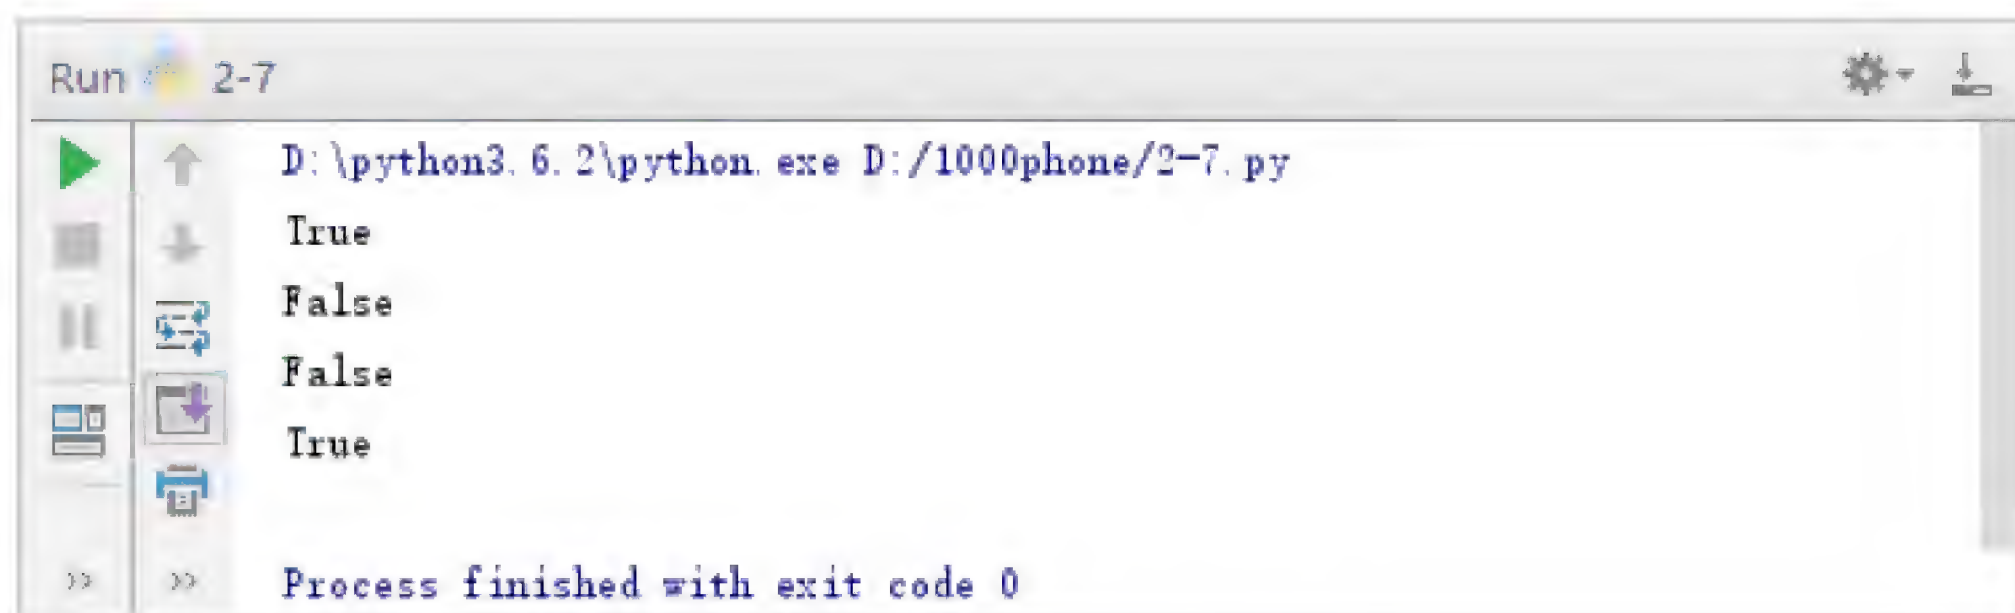 Run 2-7
D:\python3.6.2\python.exe D:/1000phone/2-7.py
True
False
False
True
Process finished with exit code 0